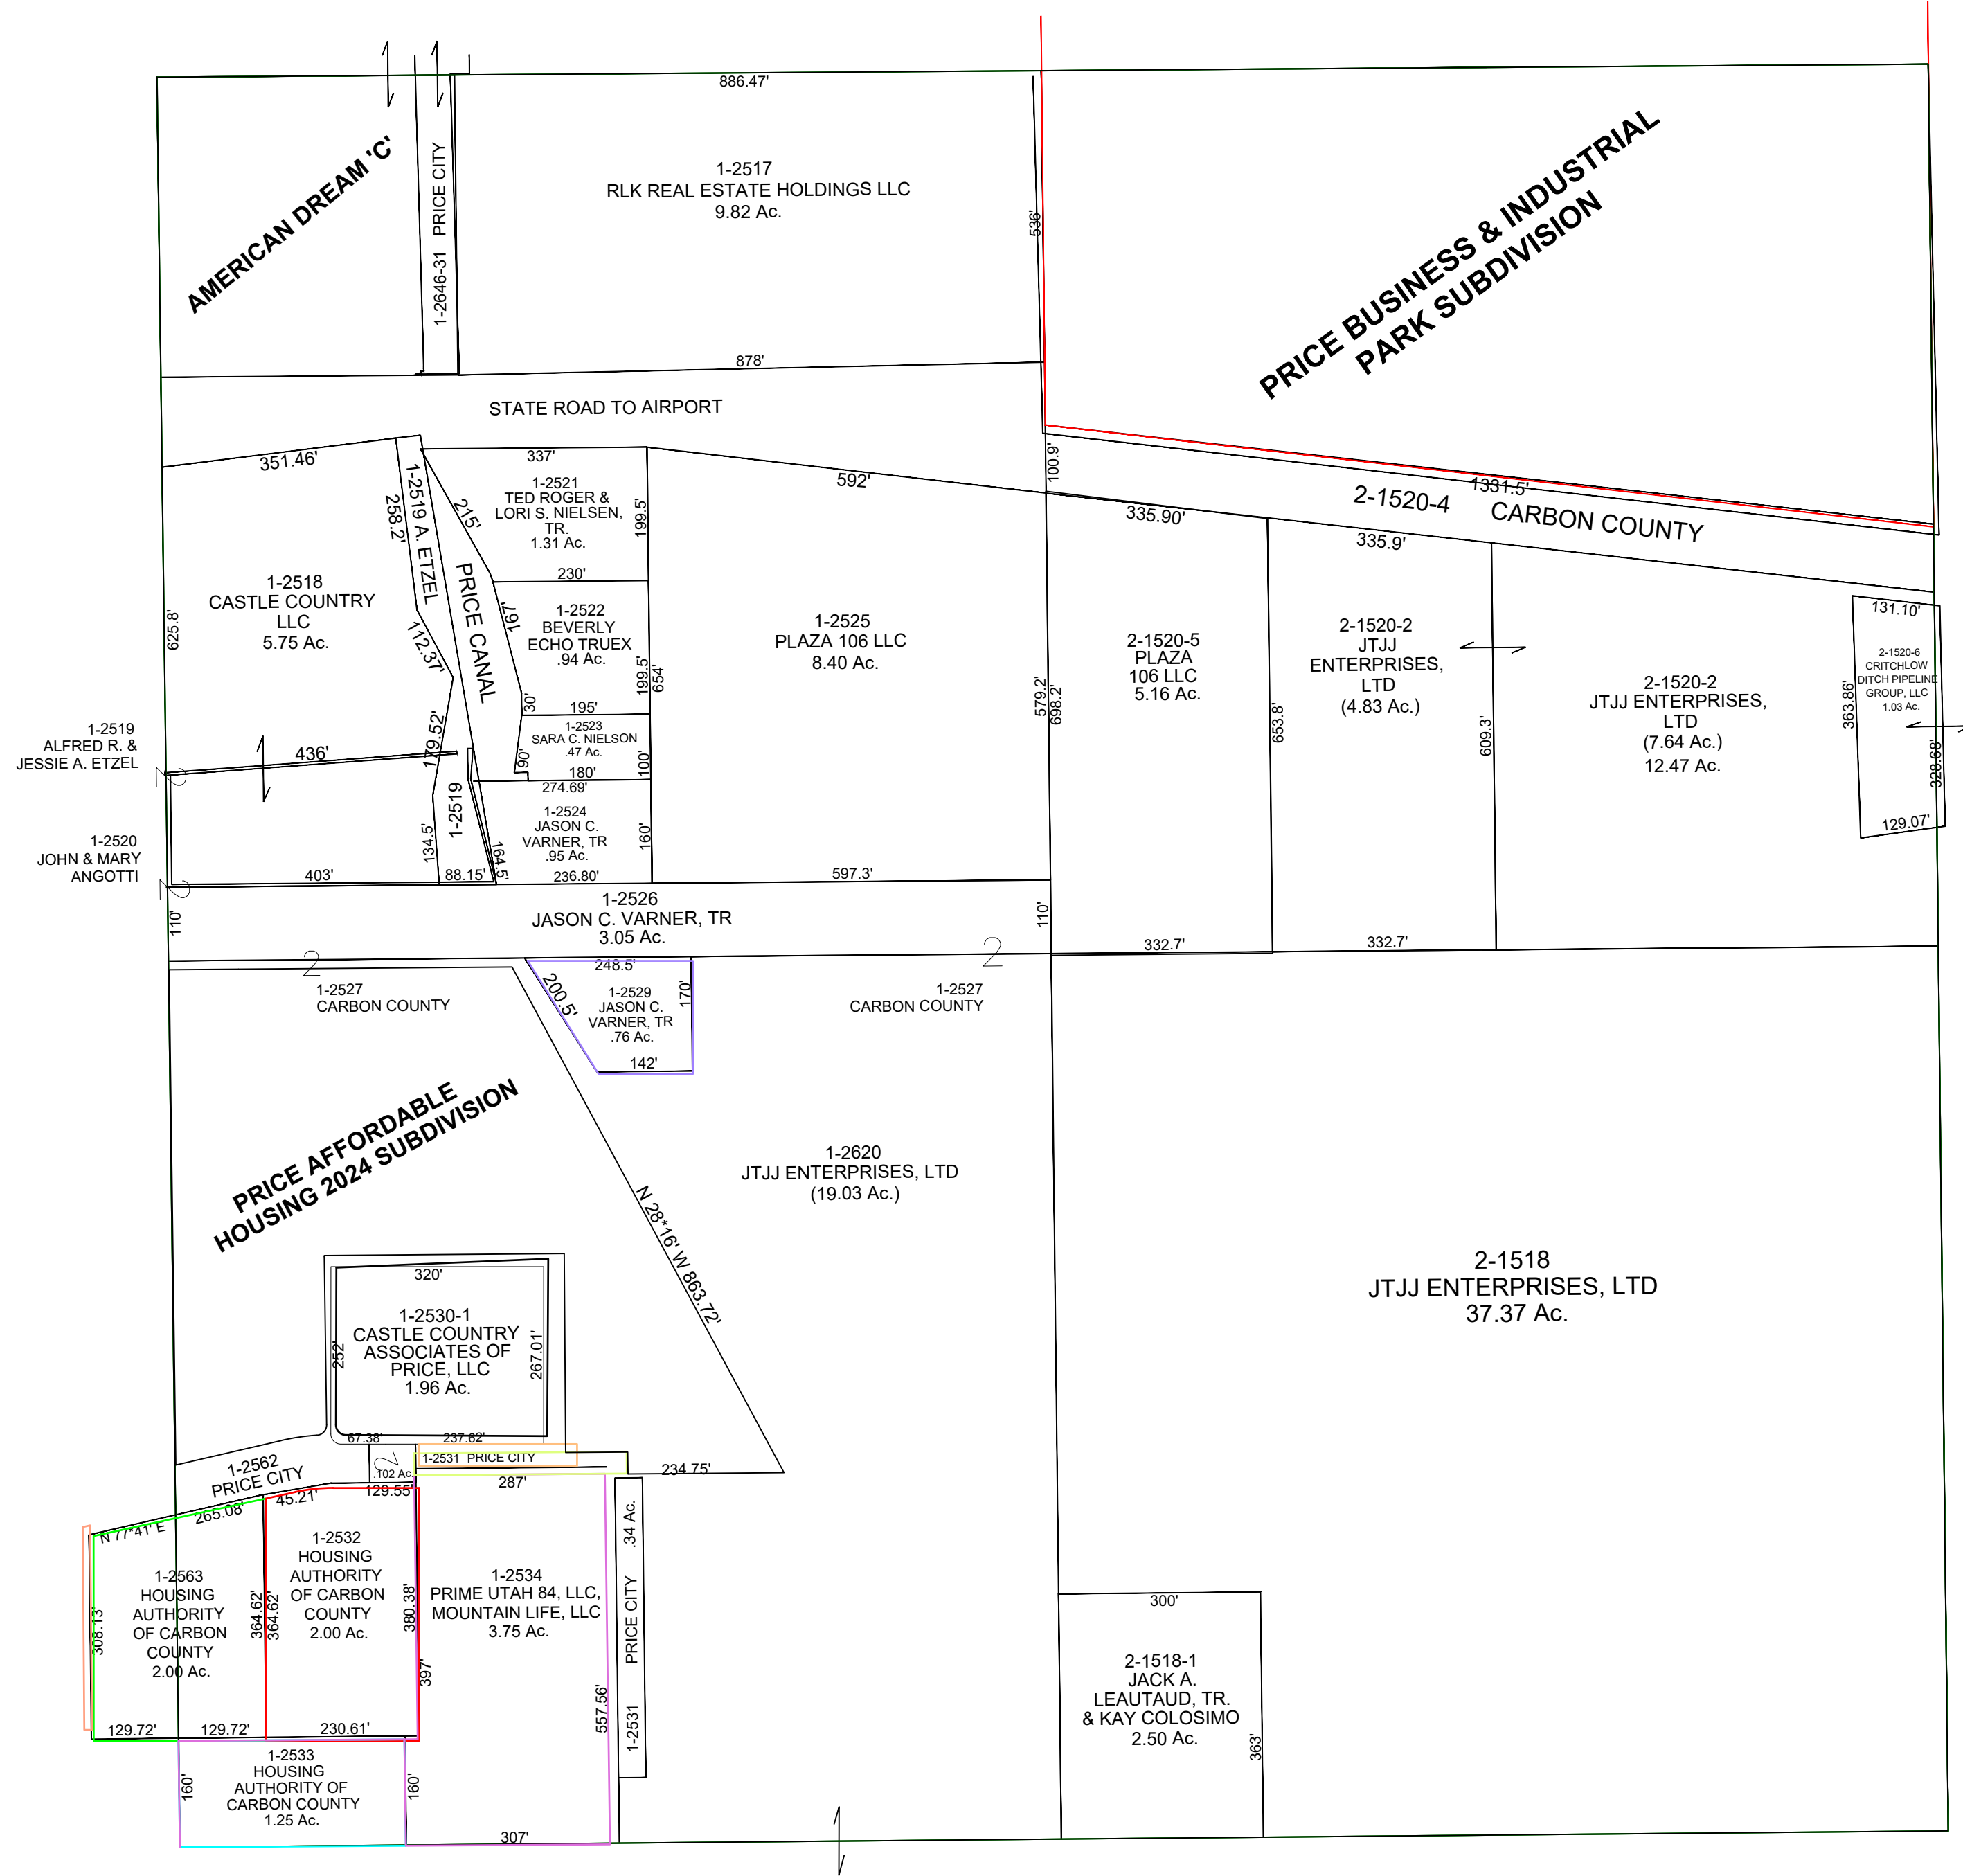 886.47'
AMERICAN DREAM 'C'
1-2646-31 PRICE CITY
1-2517
RLK REAL ESTATE HOLDINGS LLC
9.82 Ac.
536'
878'
PRICE BUSINESS & INDUSTRIAL
PARK SUBDIVISION
STATE ROAD TO AIRPORT
351.46'
337'
592'
100.9'
1331.5'
2-1520-4 CARBON COUNTY
335.90'
335.9'
1-2518
CASTLE COUNTRY
LLC
5.75 Ac.
625.8'
258.2'
1-2519 A. ETZEL
112.37'
179.52'
PRICE CANAL
215'
1-2521
TED ROGER &
LORI S. NIELSEN,
TR.
1.31 Ac.
199.5'
230'
167'
1-2522
BEVERLY
ECHO TRUEX
.94 Ac.
199.5'
654'
30'
195'
1-2523
SARA C. NIELSON
.47 Ac.
90'
100'
180'
274.69'
1-2524
JASON C.
VARNER, TR
.95 Ac.
160'
164.5'
236.80'
1-2525
PLAZA 106 LLC
8.40 Ac.
579.2'
698.2'
597.3'
2-1520-5
PLAZA
106 LLC
5.16 Ac.
653.8'
332.7'
2-1520-2
JTJJ
ENTERPRISES,
LTD
(4.83 Ac.)
609.3'
332.7'
2-1520-2
JTJJ ENTERPRISES,
LTD
(7.64 Ac.)
12.47 Ac.
131.10'
2-1520-6
CRITCHLOW
DITCH PIPELINE
GROUP, LLC
1.03 Ac.
363.86'
328.68'
129.07'
1-2519
ALFRED R. &
JESSIE A. ETZEL
436'
2
1-2519
134.5'
1-2520
JOHN & MARY
ANGOTTI
403'
88.15'
2
110'
1-2526
JASON C. VARNER, TR
3.05 Ac.
110'
2
2
1-2527
CARBON COUNTY
248.5'
200.5'
170'
1-2529
JASON C.
VARNER, TR
.76 Ac.
142'
1-2527
CARBON COUNTY
PRICE AFFORDABLE
HOUSING 2024 SUBDIVISION
1-2620
JTJJ ENTERPRISES, LTD
(19.03 Ac.)
N 28*16' W 863.72'
2-1518
JTJJ ENTERPRISES, LTD
37.37 Ac.
320'
1-2530-1
CASTLE COUNTRY
ASSOCIATES OF
PRICE, LLC
1.96 Ac.
252'
267.01'
67.38'
237.62'
2
.102 Ac.
1-2531 PRICE CITY
1-2562
PRICE CITY
234.75'
287'
129.55'
45.21'
265.08'
N 77*41' E
1-2563
HOUSING
AUTHORITY
OF CARBON
COUNTY
2.00 Ac.
308.13'
364.62'
364.62'
1-2532
HOUSING
AUTHORITY
OF CARBON
COUNTY
2.00 Ac.
380.38'
397'
1-2534
PRIME UTAH 84, LLC,
MOUNTAIN LIFE, LLC
3.75 Ac.
557.56'
1-2531 PRICE CITY .34 Ac.
129.72'
129.72'
230.61'
1-2533
HOUSING
AUTHORITY OF
CARBON COUNTY
1.25 Ac.
160'
160'
307'
300'
2-1518-1
JACK A.
LEAUTAUD, TR.
& KAY COLOSIMO
2.50 Ac.
363'